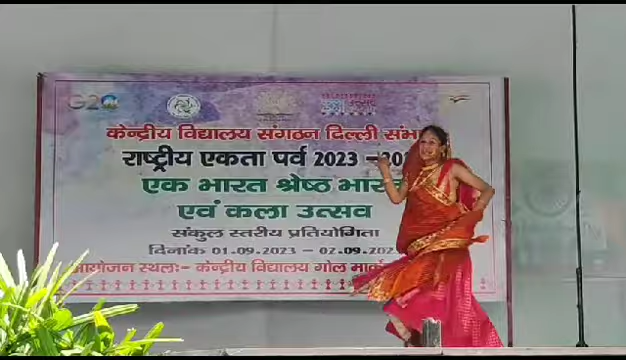 G20
केन्द्रीय विद्यालय संगठन दिल्ली संभा
राष्ट्रीय एकता पर्व 2023 –
एक भारत श्रेष्ठ भार
एवं कला उत्सव
संकुल स्तरीय प्रतियोगिता
दिनांक 01.09.2023 – 02.09.202
आयोजन स्थलः- केन्द्रीय विद्यालय गोल मार्क